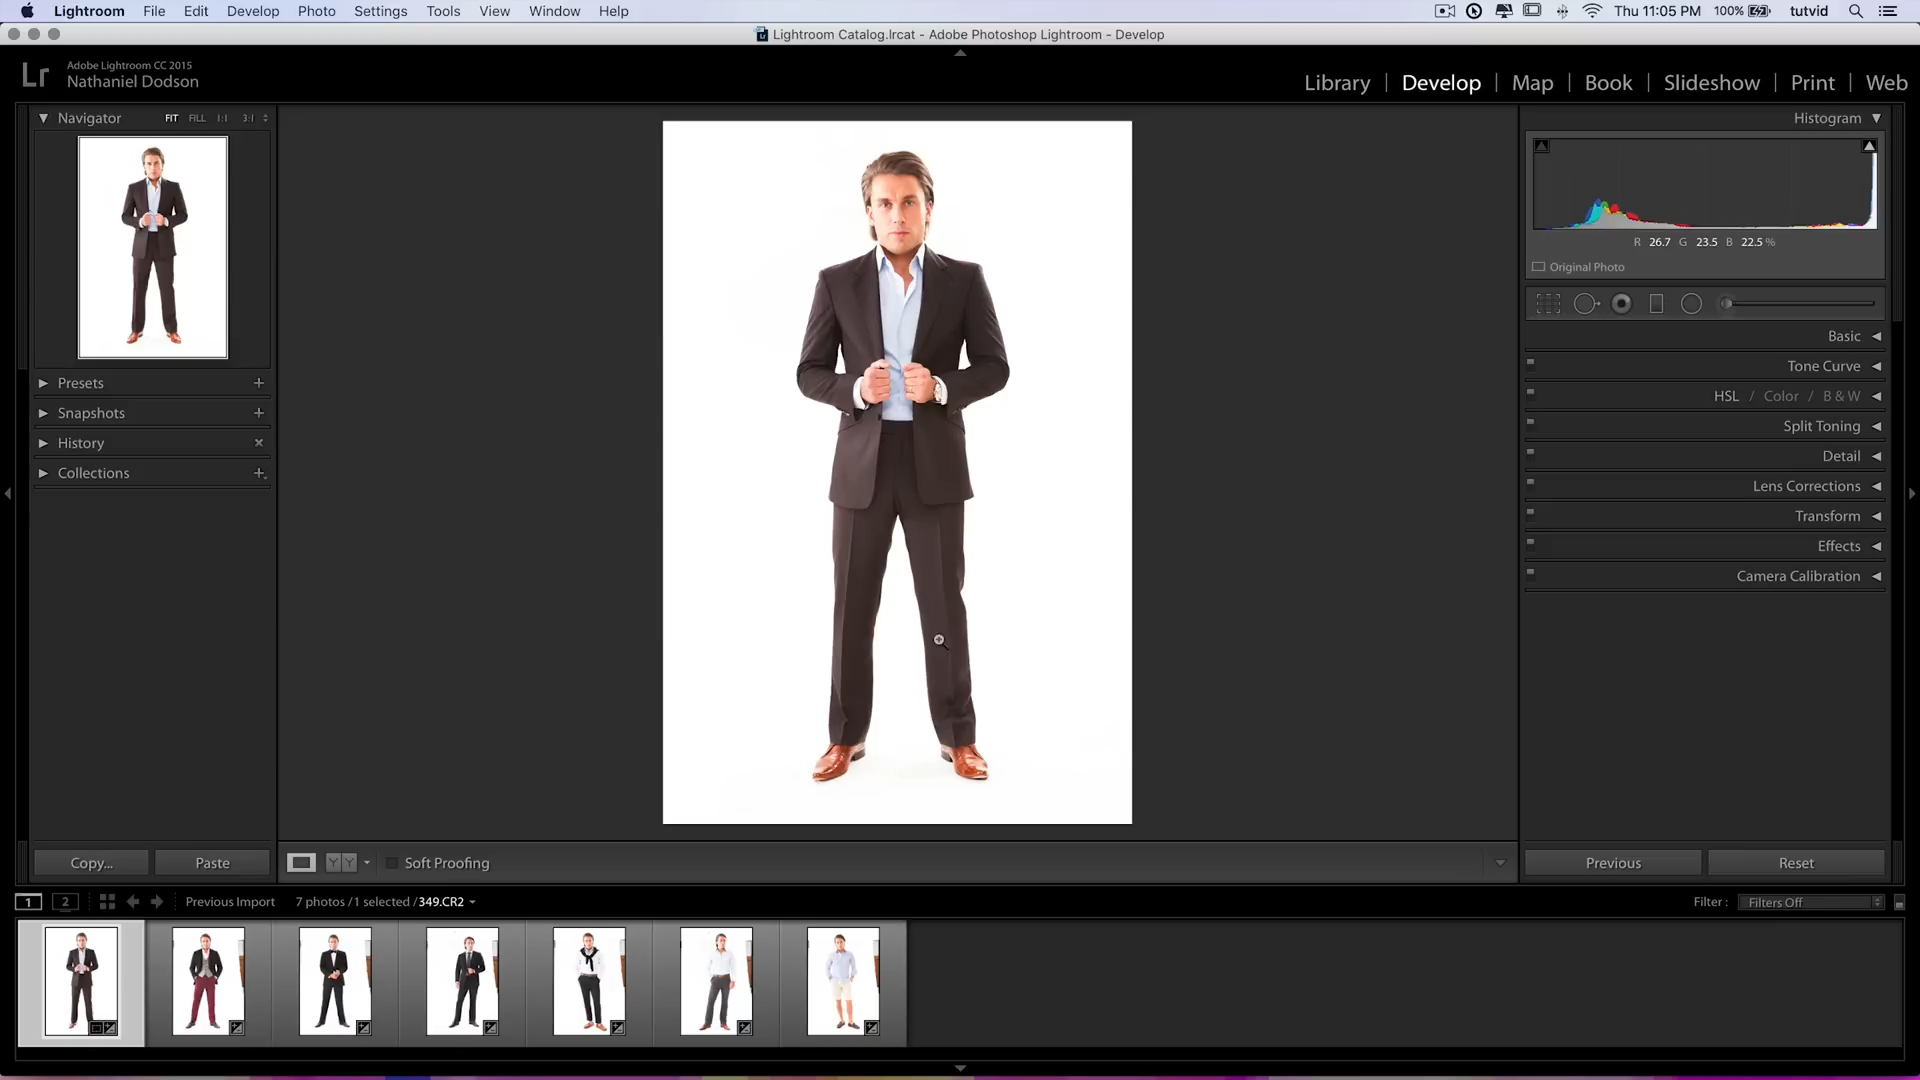 Lightroom File Edit Develop Photo Settings Tools View Window Help Thu 11:05 PM 100% tutvid
Lightroom Catalog.lrcat - Adobe Photoshop Lightroom - Develop
Lr Adobe Lightroom CC 2015
Nathaniel Dodson
Library | Develop | Map | Book | Slideshow | Print | Web
Navigator FIT FILL 1:1 3:1
Histogram
R 26.7 G 23.5 B 22.5 %
Original Photo
Basic
Tone Curve
HSL / Color / B & W
Split Toning
Detail
Lens Corrections
Transform
Effects
Camera Calibration
Presets
Snapshots
History
Collections
Copy... Paste
Y Y Soft Proofing
Previous Reset
1 2 Previous Import 7 photos /1 selected /349.CR2
Filter : Filters Off